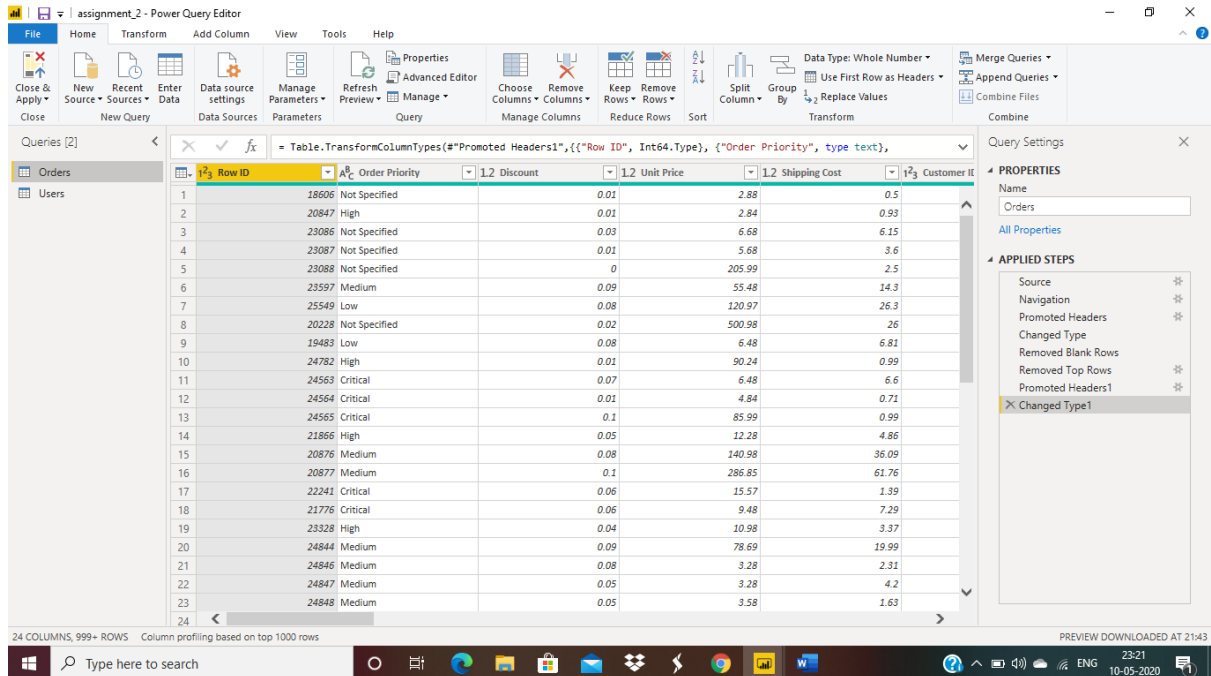 assignment_2 - Power Query Editor
File Home Transform Add Column View Tools Help
Close & Apply
New Source
Recent Sources
Enter Data
Data source settings
Manage Parameters
Refresh Preview
Properties
Advanced Editor
Manage
Choose Columns
Remove Columns
Keep Rows
Remove Rows
Split Column
Group By
Data Type: Whole Number
Use First Row as Headers
Replace Values
Merge Queries
Append Queries
Combine Files
Close New Query Data Sources Parameters Query Manage Columns Reduce Rows Sort Transform Combine
Queries [2]
Orders
Users
fx = Table.TransformColumnTypes(#"Promoted Headers1",{{"Row ID", Int64.Type}, {"Order Priority", type text},
123 Row ID ABC Order Priority 1.2 Discount 1.2 Unit Price 1.2 Shipping Cost 123 Customer ID
1 18606 Not Specified 0.01 2.88 0.5
2 20847 High 0.01 2.84 0.93
3 23086 Not Specified 0.03 6.68 6.15
4 23087 Not Specified 0.01 5.68 3.6
5 23088 Not Specified 0 205.99 2.5
6 23597 Medium 0.09 55.48 14.3
7 25549 Low 0.08 120.97 26.3
8 20228 Not Specified 0.02 500.98 26
9 19483 Low 0.08 6.48 6.81
10 24782 High 0.01 90.24 0.99
11 24563 Critical 0.07 6.48 6.6
12 24564 Critical 0.01 4.84 0.71
13 24565 Critical 0.1 85.99 0.99
14 21866 High 0.05 12.28 4.86
15 20876 Medium 0.08 140.98 36.09
16 20877 Medium 0.1 286.85 61.76
17 22241 Critical 0.06 15.57 1.39
18 21776 Critical 0.06 9.48 7.29
19 23328 High 0.04 10.98 3.37
20 24844 Medium 0.09 78.69 19.99
21 24846 Medium 0.08 3.28 2.31
22 24847 Medium 0.05 3.28 4.2
23 24848 Medium 0.05 3.58 1.63
24
Query Settings
PROPERTIES
Name
Orders
All Properties
APPLIED STEPS
Source
Navigation
Promoted Headers
Changed Type
Removed Blank Rows
Removed Top Rows
Promoted Headers1
Changed Type1
24 COLUMNS, 999+ ROWS Column profiling based on top 1000 rows PREVIEW DOWNLOADED AT 21:43
Type here to search
ENG
23:21
10-05-2020